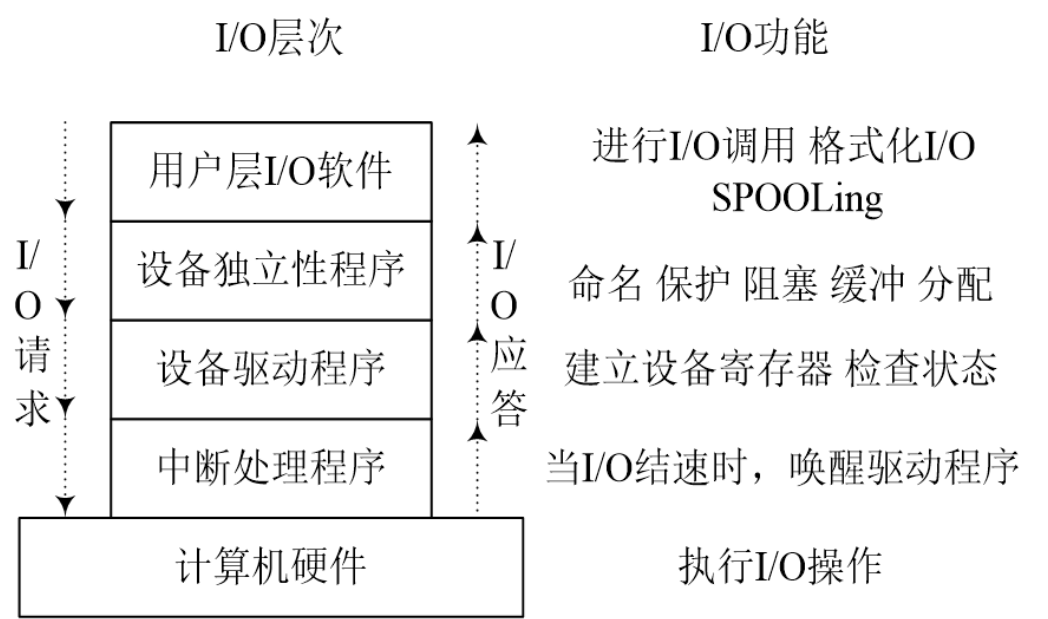 I/O层次 I/O功能
用户层I/O软件 进行I/O调用 格式化I/O
SPOOLing
设备独立性程序 命名 保护 阻塞 缓冲 分配
设备驱动程序 建立设备寄存器 检查状态
中断处理程序 当I/O结速时，唤醒驱动程序
计算机硬件 执行I/O操作
I/
O
请
求
I/
O
应
答